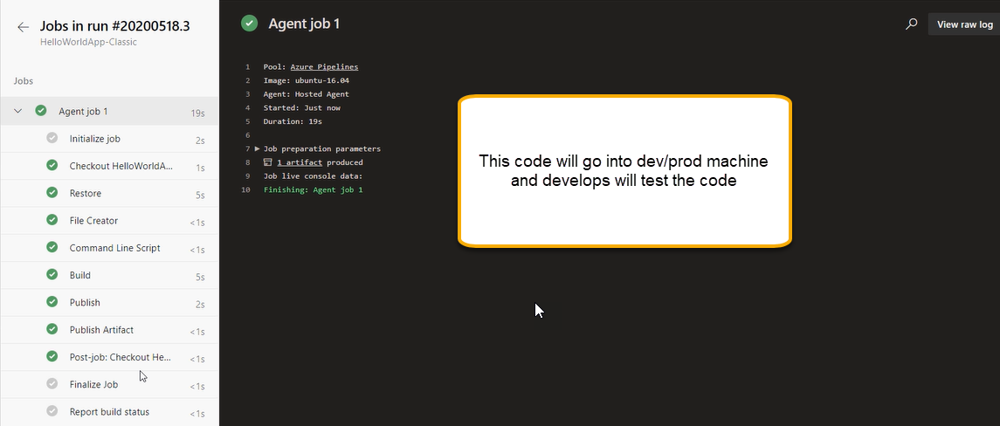 Jobs in run #20200518.3
HelloWorldApp-Classic
Jobs
Agent job 1 19s
Initialize job 2s
Checkout HelloWorldA... 1s
Restore 5s
File Creator <1s
Command Line Script <1s
Build 5s
Publish 2s
Publish Artifact <1s
Post-job: Checkout He... <1s
Finalize Job <1s
Report build status <1s
Agent job 1
View raw log
1 Pool: Azure Pipelines
2 Image: ubuntu-16.04
3 Agent: Hosted Agent
4 Started: Just now
5 Duration: 19s
6
7 Job preparation parameters
8 1 artifact produced
9 Job live console data:
10 Finishing: Agent job 1
This code will go into dev/prod machine
and develops will test the code